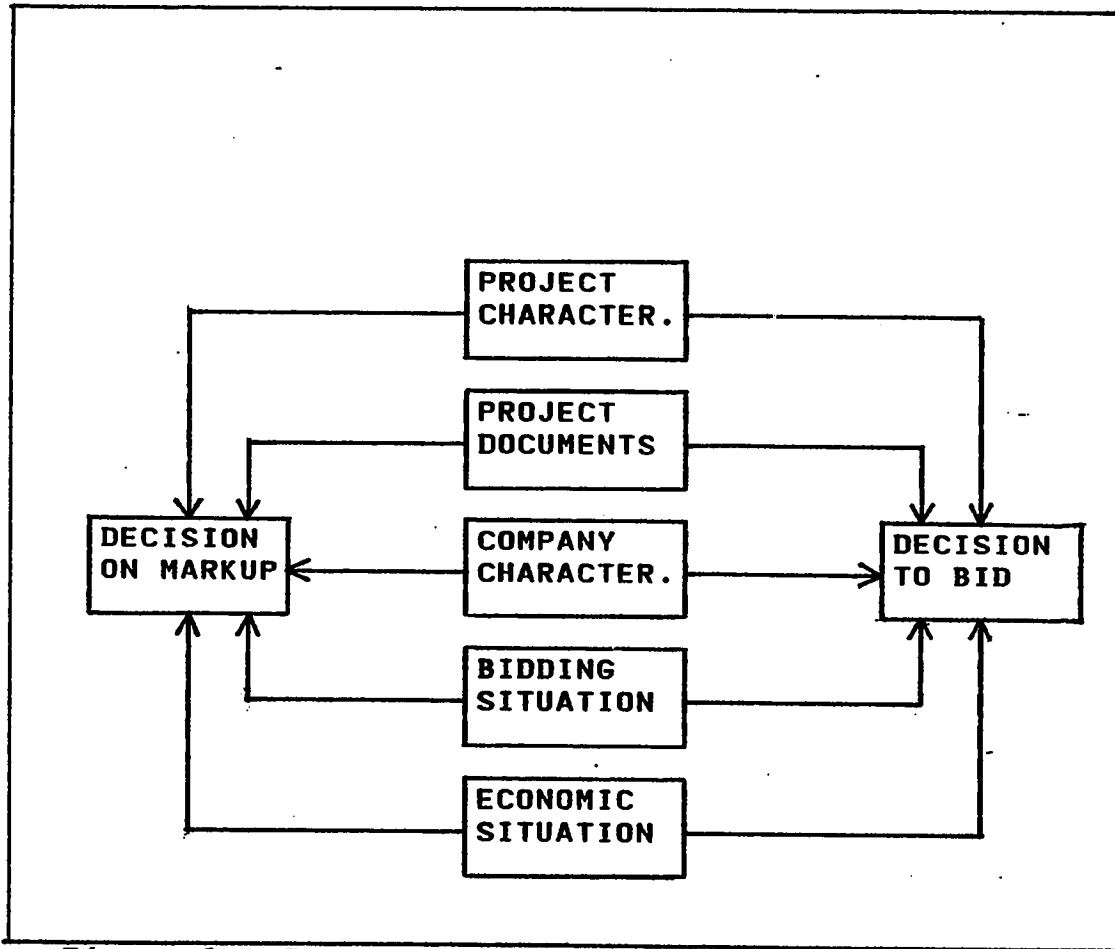 PROJECT
CHARACTER.
PROJECT
DOCUMENTS
DECISION
ON MARKUP
COMPANY
CHARACTER.
DECISION
TO BID
BIDDING
SITUATION
ECONOMIC
SITUATION